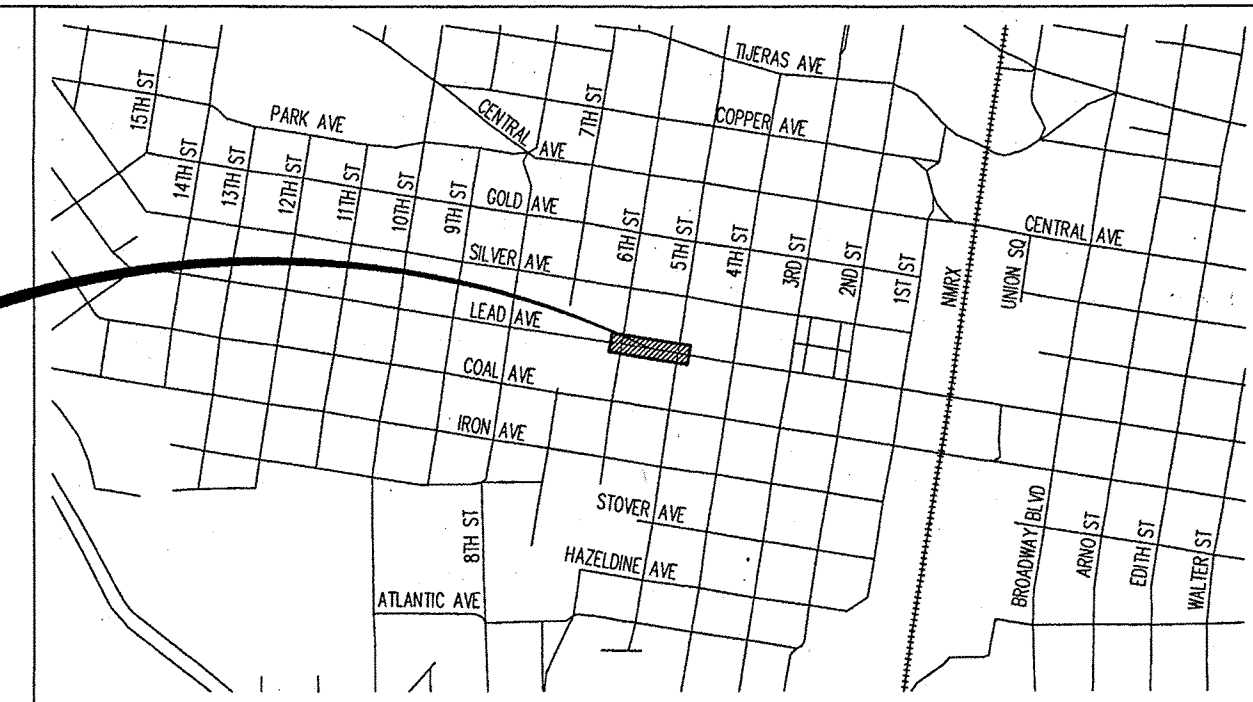 TIJERAS AVE
15TH ST
PARK AVE
CENTRAL AVE
7TH ST
COPPER AVE
14TH ST
13TH ST
12TH ST
11TH ST
10TH ST
9TH ST
GOLD AVE
6TH ST
5TH ST
4TH ST
3RD ST
2ND ST
1ST ST
NMRX
UNION SQ
CENTRAL AVE
SILVER AVE
LEAD AVE
COAL AVE
IRON AVE
STOVER AVE
8TH ST
HAZELDINE AVE
ATLANTIC AVE
BROADWAY BLVD
ARNO ST
EDITH ST
WALTER ST